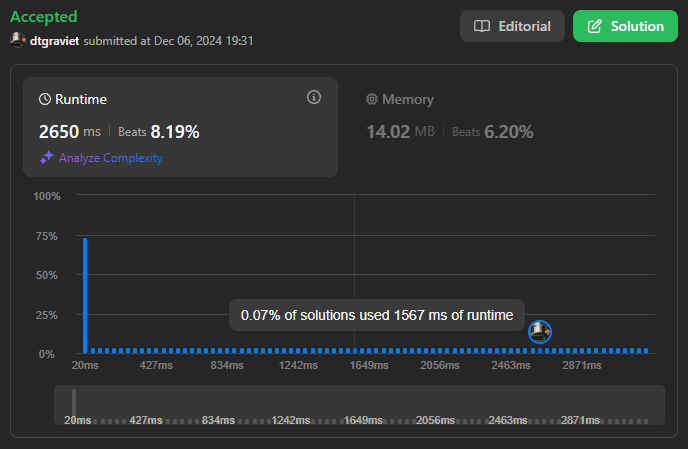 Accepted
Editorial
Solution
dtgraviet submitted at Dec 06, 2024 19:31
Runtime
Memory
2650 ms | Beats 8.19%
14.02 MB | Beats 6.20%
Analyze Complexity
100%
75%
50%
25%
0.07% of solutions used 1567 ms of runtime
0%
20ms 427ms 834ms 1242ms 1649ms 2056ms 2463ms 2871ms
20ms 427ms 834ms 1242ms 1649ms 2056ms 2463ms 2871ms